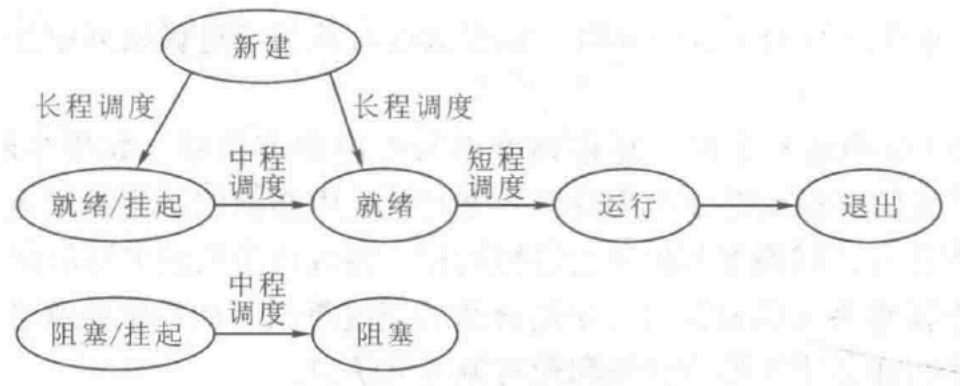 新建
长程调度
长程调度
中程
调度
短程
调度
就绪/挂起
就绪
运行
退出
中程
调度
阻塞/挂起
阻塞